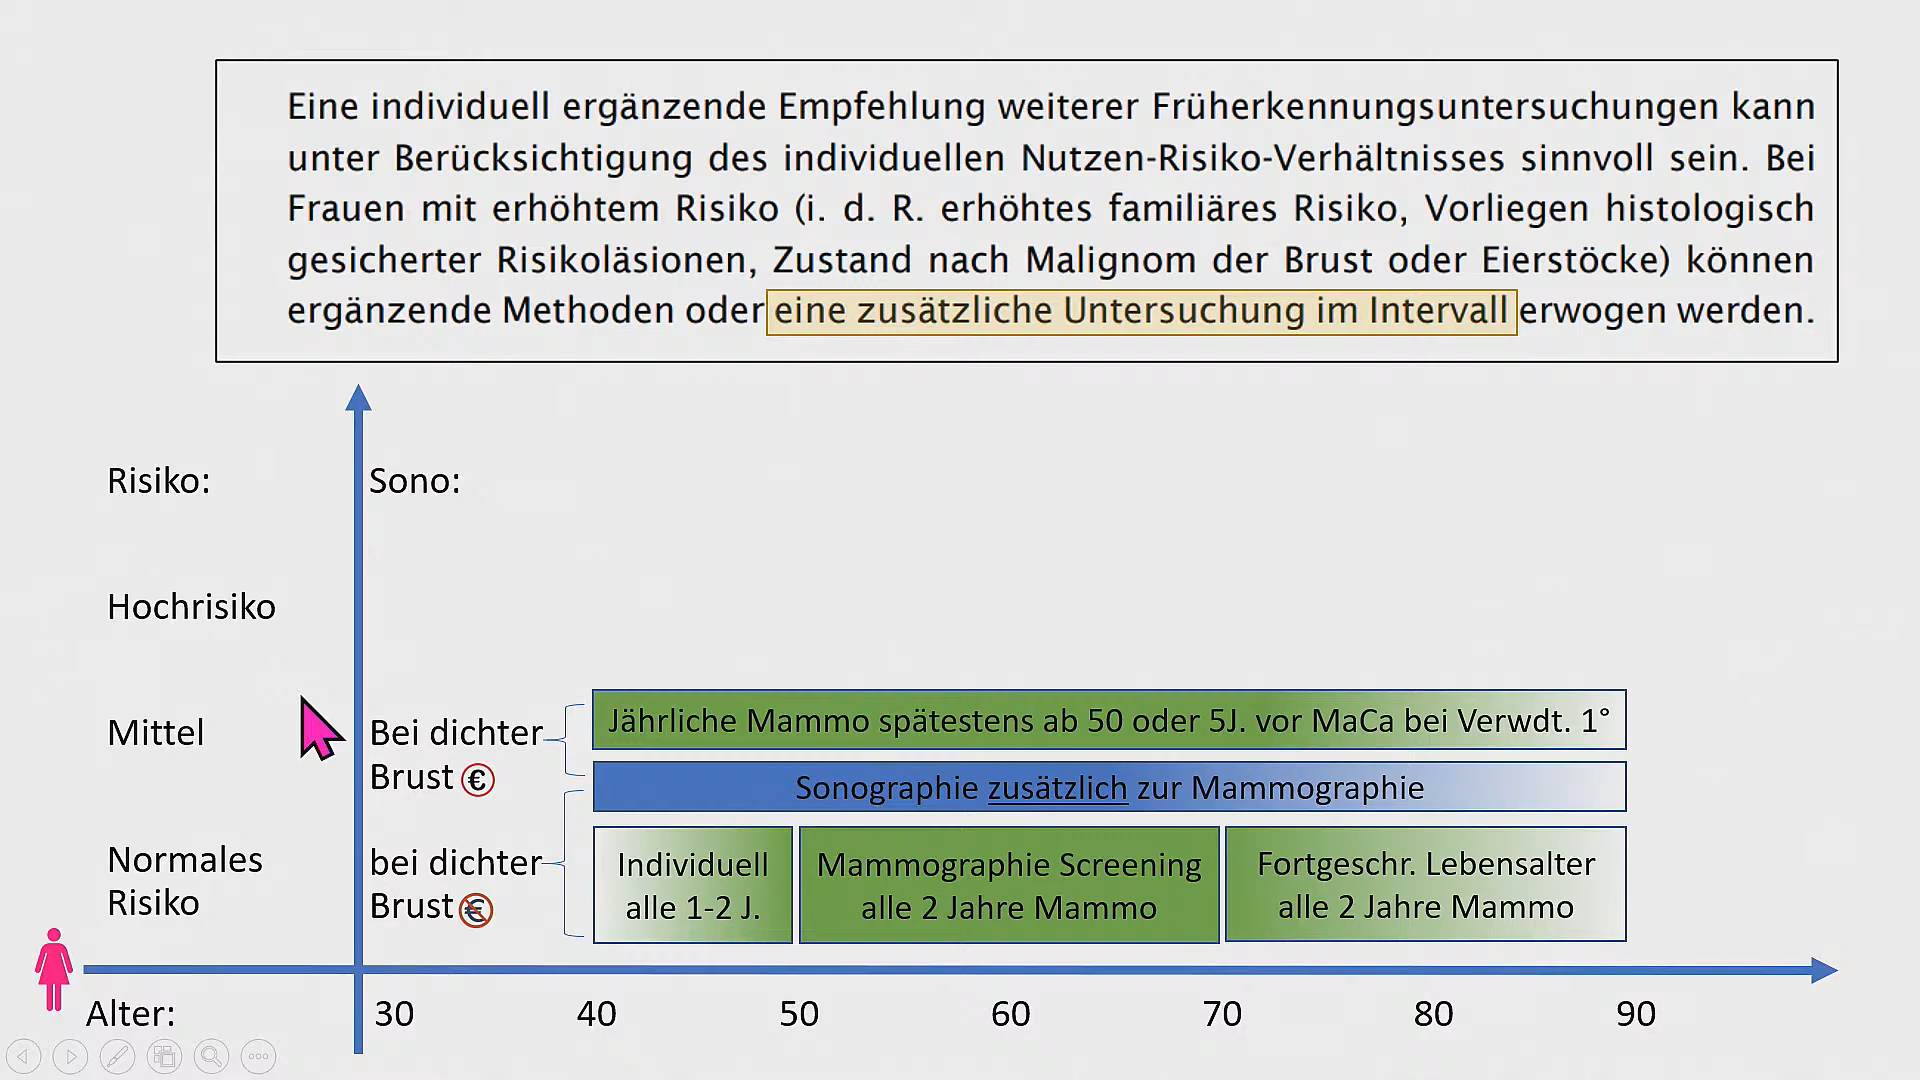 Eine individuell ergänzende Empfehlung weiterer Früherkennungsuntersuchungen kann
unter Berücksichtigung des individuellen Nutzen-Risiko-Verhältnisses sinnvoll sein. Bei
Frauen mit erhöhtem Risiko (i. d. R. erhöhtes familiäres Risiko, Vorliegen histologisch
gesicherter Risikoläsionen, Zustand nach Malignom der Brust oder Eierstöcke) können
ergänzende Methoden oder eine zusätzliche Untersuchung im Intervall erwogen werden.
Risiko:
Sono:
Hochrisiko
Mittel
Bei dichter
Brust €
Jährliche Mammo spätestens ab 50 oder 5J. vor MaCa bei Verwdt. 1°
Sonographie zusätzlich zur Mammographie
Normales
Risiko
bei dichter
Brust €
Individuell
alle 1-2 J.
Mammographie Screening
alle 2 Jahre Mammo
Fortgeschr. Lebensalter
alle 2 Jahre Mammo
Alter:
30 40 50 60 70 80 90